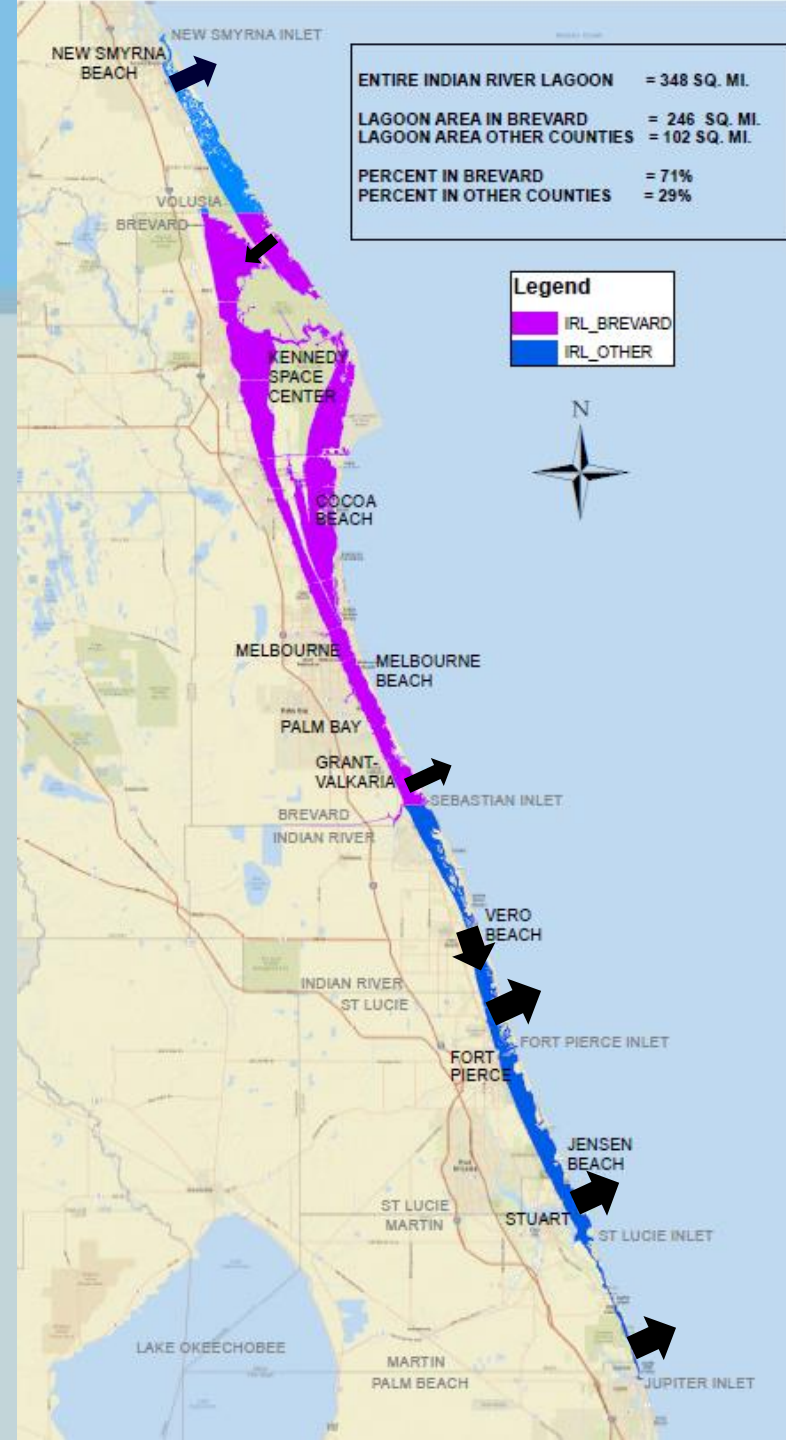 NEW SMYRNA INLET
NEW SMYRNA
BEACH
ENTIRE INDIAN RIVER LAGOON = 348 SQ. MI.
LAGOON AREA IN BREVARD = 246 SQ. MI.
LAGOON AREA OTHER COUNTIES = 102 SQ. MI.
PERCENT IN BREVARD = 71%
PERCENT IN OTHER COUNTIES = 29%
VOLUSIA
BREVARD
Legend
IRL_BREVARD
IRL_OTHER
KENNEDY
SPACE
CENTER
N
COCOA
BEACH
MELBOURNE
MELBOURNE
BEACH
PALM BAY
GRANT-
VALKARIA
SEBASTIAN INLET
BREVARD
INDIAN RIVER
VERO
BEACH
INDIAN RIVER
ST LUCIE
FORT PIERCE INLET
FORT
PIERCE
JENSEN
BEACH
ST LUCIE
MARTIN
STUART
ST LUCIE INLET
LAKE OKEECHOBEE
MARTIN
PALM BEACH
JUPITER INLET